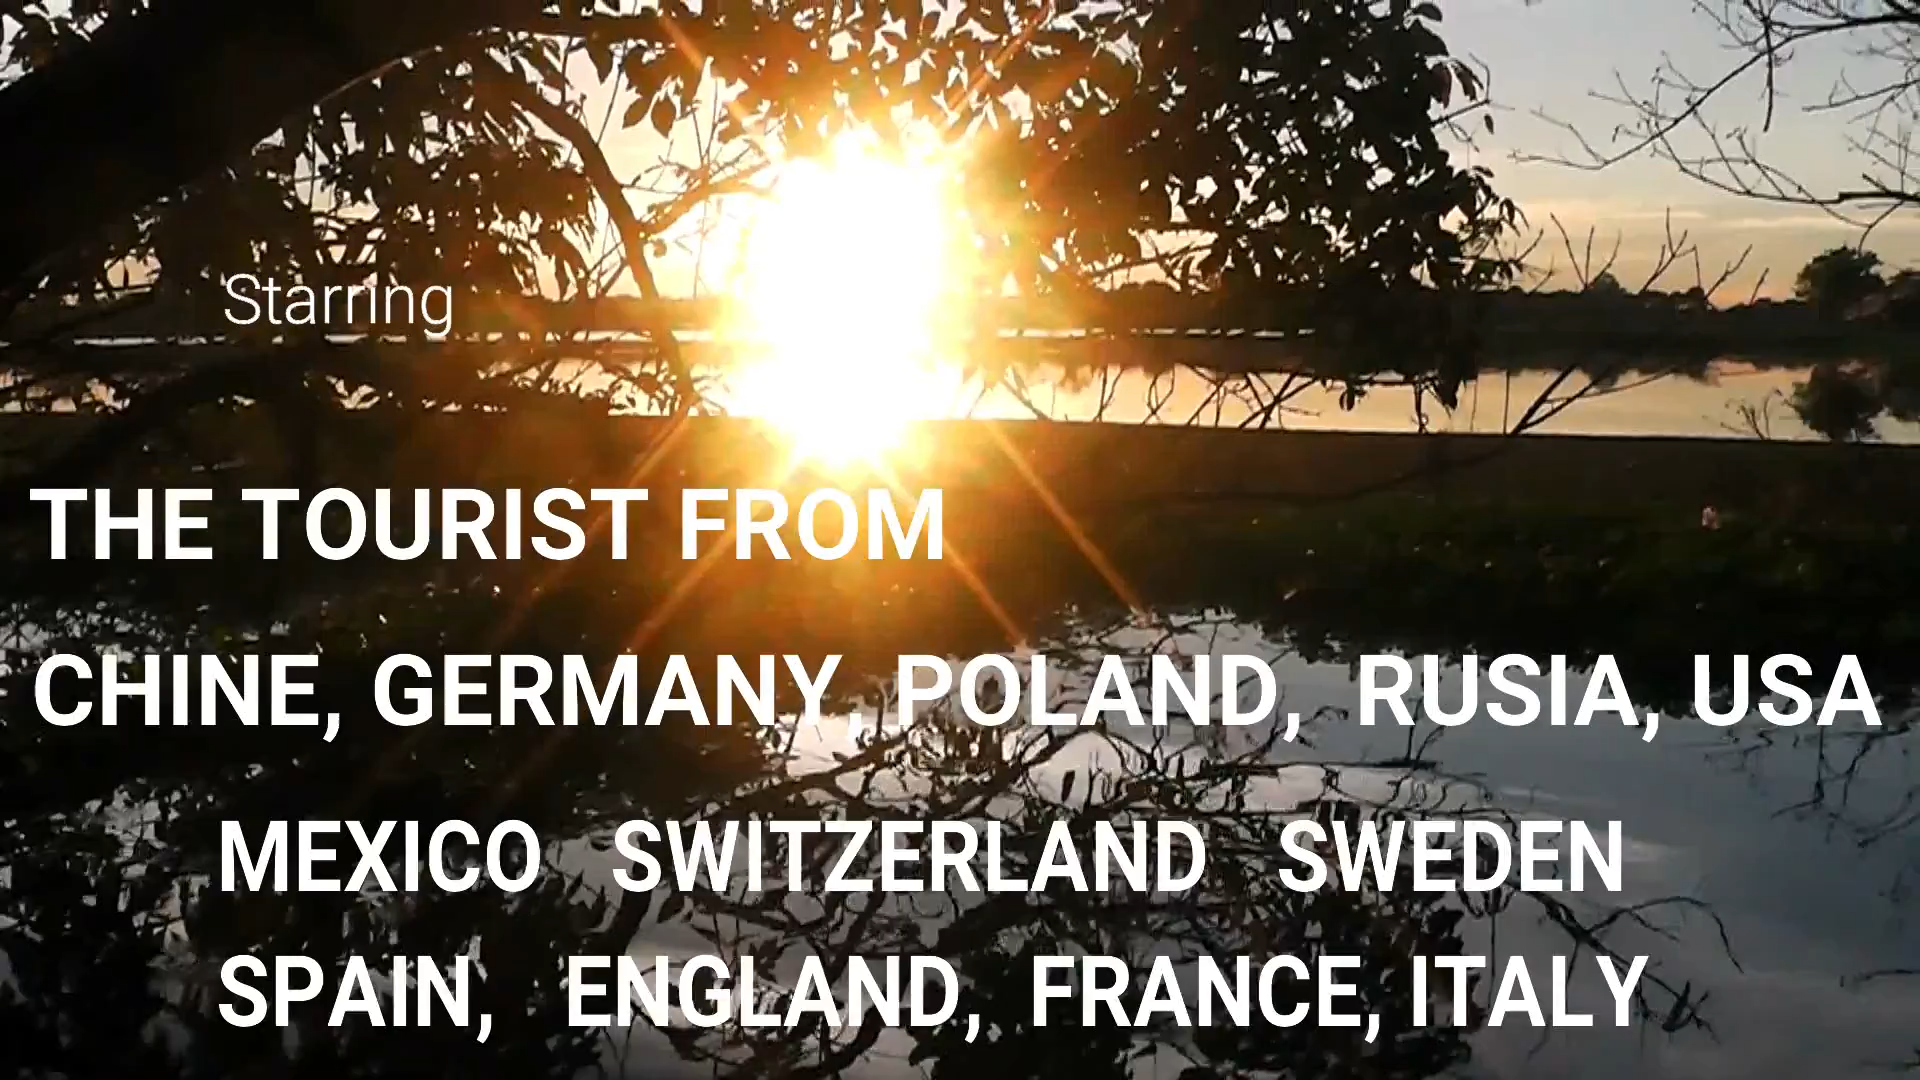 Starring
THE TOURIST FROM
CHINE, GERMANY, POLAND, RUSIA, USA
MEXICO SWITZERLAND SWEDEN
SPAIN, ENGLAND, FRANCE, ITALY